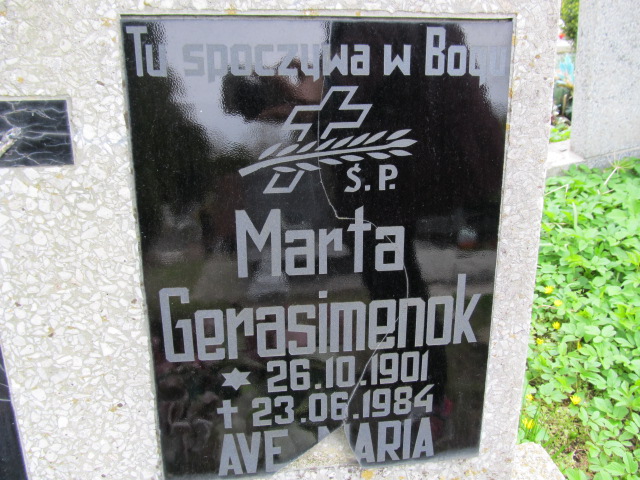 Tu spoczywa w Bogu
Ś.P.
Marta
Gerasimenok
26.10.1901
23.06.1984
AVE MARIA